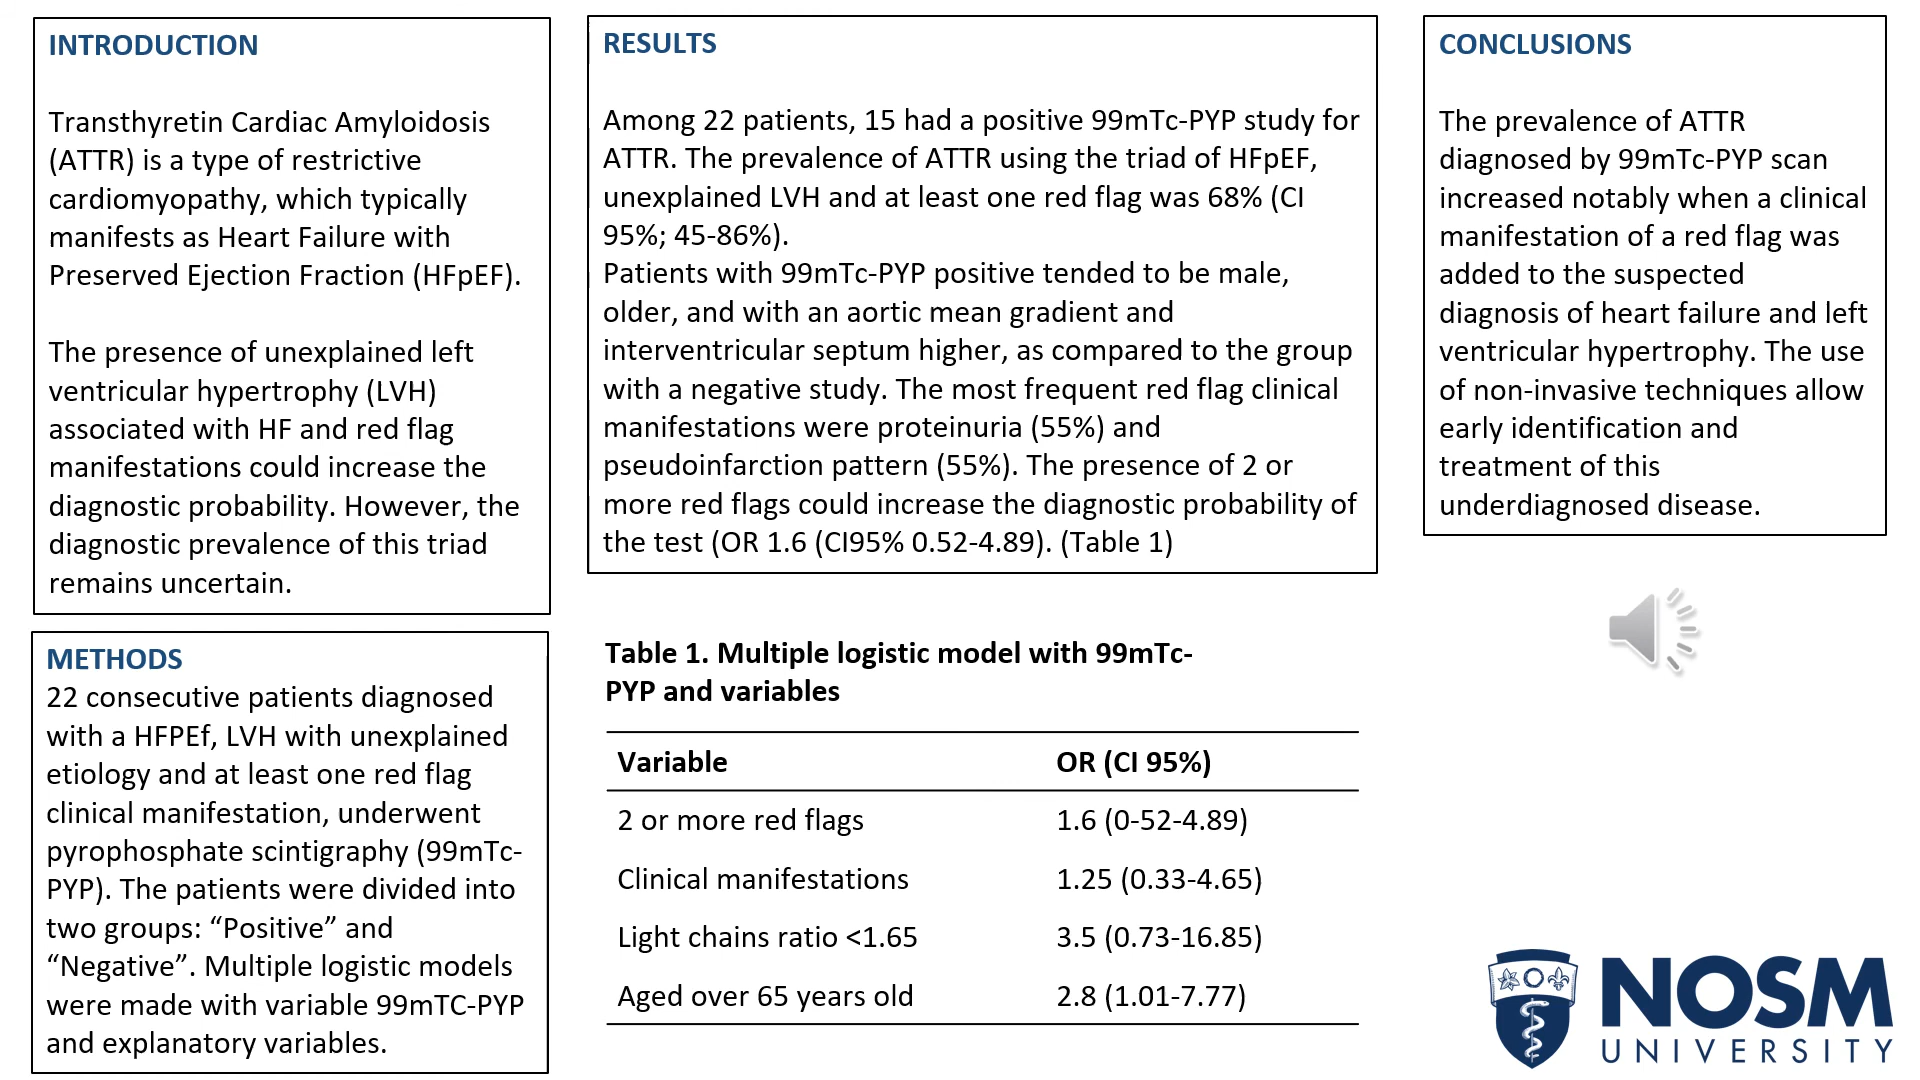 INTRODUCTION
Transthyretin Cardiac Amyloidosis
(ATTR) is a type of restrictive
cardiomyopathy, which typically
manifests as Heart Failure with
Preserved Ejection Fraction (HFpEF).
The presence of unexplained left
ventricular hypertrophy (LVH)
associated with HF and red flag
manifestations could increase the
diagnostic probability. However, the
diagnostic prevalence of this triad
remains uncertain.
METHODS
22 consecutive patients diagnosed
with a HFPEf, LVH with unexplained
etiology and at least one red flag
clinical manifestation, underwent
pyrophosphate scintigraphy (99mTc-
PYP). The patients were divided into
two groups: “Positive” and
“Negative”. Multiple logistic models
were made with variable 99mTC-PYP
and explanatory variables.
RESULTS
Among 22 patients, 15 had a positive 99mTc-PYP study for
ATTR. The prevalence of ATTR using the triad of HFpEF,
unexplained LVH and at least one red flag was 68% (CI
95%; 45-86%).
Patients with 99mTc-PYP positive tended to be male,
older, and with an aortic mean gradient and
interventricular septum higher, as compared to the group
with a negative study. The most frequent red flag clinical
manifestations were proteinuria (55%) and
pseudoinfarction pattern (55%). The presence of 2 or
more red flags could increase the diagnostic probability of
the test (OR 1.6 (CI95% 0.52-4.89). (Table 1)
Table 1. Multiple logistic model with 99mTc-
PYP and variables
Variable OR (CI 95%)
2 or more red flags 1.6 (0-52-4.89)
Clinical manifestations 1.25 (0.33-4.65)
Light chains ratio <1.65 3.5 (0.73-16.85)
Aged over 65 years old 2.8 (1.01-7.77)
CONCLUSIONS
The prevalence of ATTR
diagnosed by 99mTc-PYP scan
increased notably when a clinical
manifestation of a red flag was
added to the suspected
diagnosis of heart failure and left
ventricular hypertrophy. The use
of non-invasive techniques allow
early identification and
treatment of this
underdiagnosed disease.
NOSM
UNIVERSITY